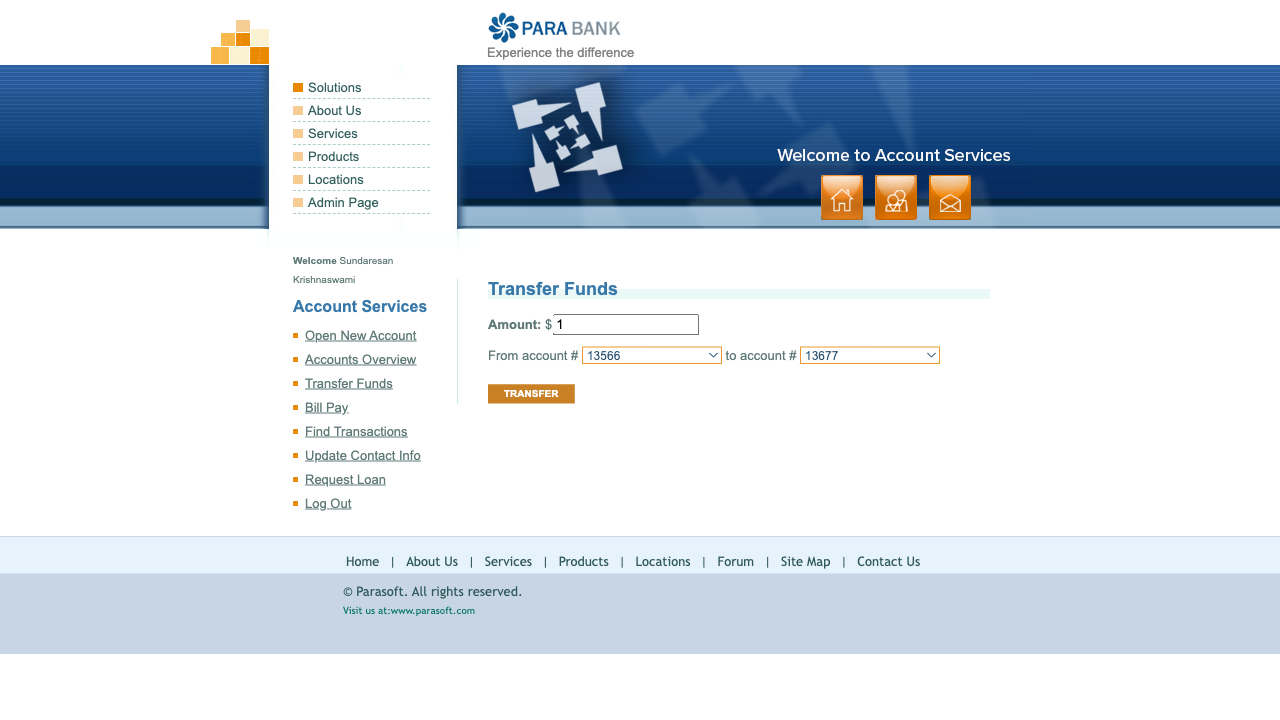 PARA BANK
Experience the difference
Solutions
About Us
Services
Products
Locations
Admin Page
Welcome to Account Services
Welcome Sundaresan
Krishnaswami
Account Services
Open New Account
Accounts Overview
Transfer Funds
Bill Pay
Find Transactions
Update Contact Info
Request Loan
Log Out
Transfer Funds
Amount: $ 1
From account # 13566 to account # 13677
TRANSFER
Home | About Us | Services | Products | Locations | Forum | Site Map | Contact Us
© Parasoft. All rights reserved.
Visit us at:www.parasoft.com